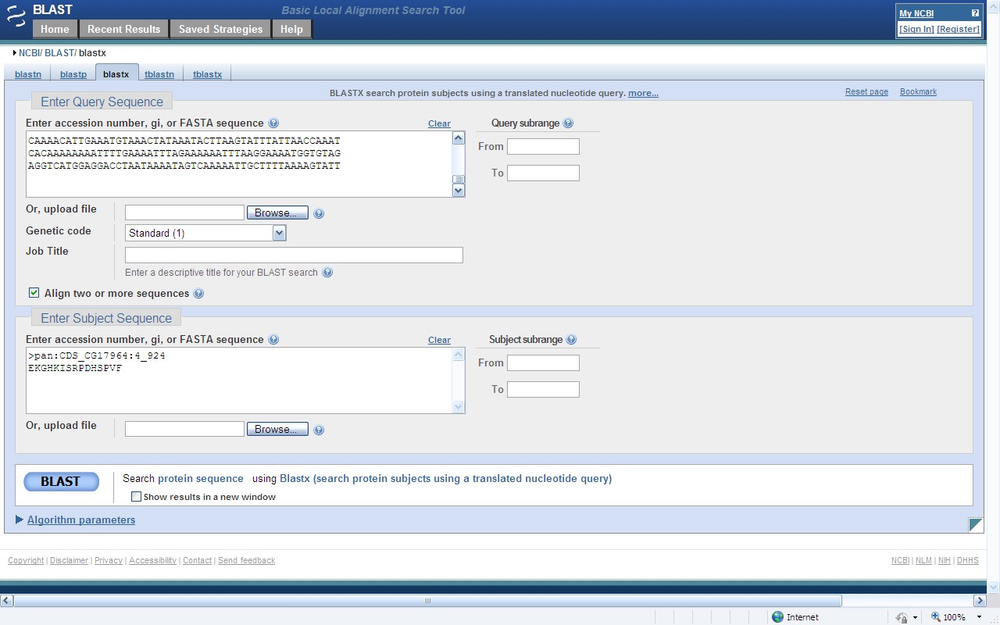 BLAST
Basic Local Alignment Search Tool
My NCBI ?
[Sign In] [Register]
Home Recent Results Saved Strategies Help
NCBI/ BLAST/ blastx
blastn blastp blastx tblastn tblastx
BLASTX search protein subjects using a translated nucleotide query. more...
Reset page Bookmark
Enter Query Sequence
Enter accession number, gi, or FASTA sequence ? Clear Query subrange ?
CAAAACATTGAAATGTAAACTATAAATACTTAAGTATTTATTAACCAAAT
CACAAAAAAAATTTTGAAAATTTAGAAAAAATTTAAGGAAAATGGTGTAG
AGGTCATGGAGGACCTAATAAAATAGTCAAAAATTGCTTTTAAAAGTATT
From
To
Or, upload file Browse... ?
Genetic code Standard (1)
Job Title
Enter a descriptive title for your BLAST search ?
Align two or more sequences ?
Enter Subject Sequence
Enter accession number, gi, or FASTA sequence ? Clear Subject subrange ?
>pan:CDS_CG17964:4_924
EKGHKISRPDHSPVF
From
To
Or, upload file Browse... ?
BLAST Search protein sequence using Blastx (search protein subjects using a translated nucleotide query)
Show results in a new window
Algorithm parameters
Copyright | Disclaimer | Privacy | Accessibility | Contact | Send feedback NCBI | NLM | NIH | DHHS
Internet 100%